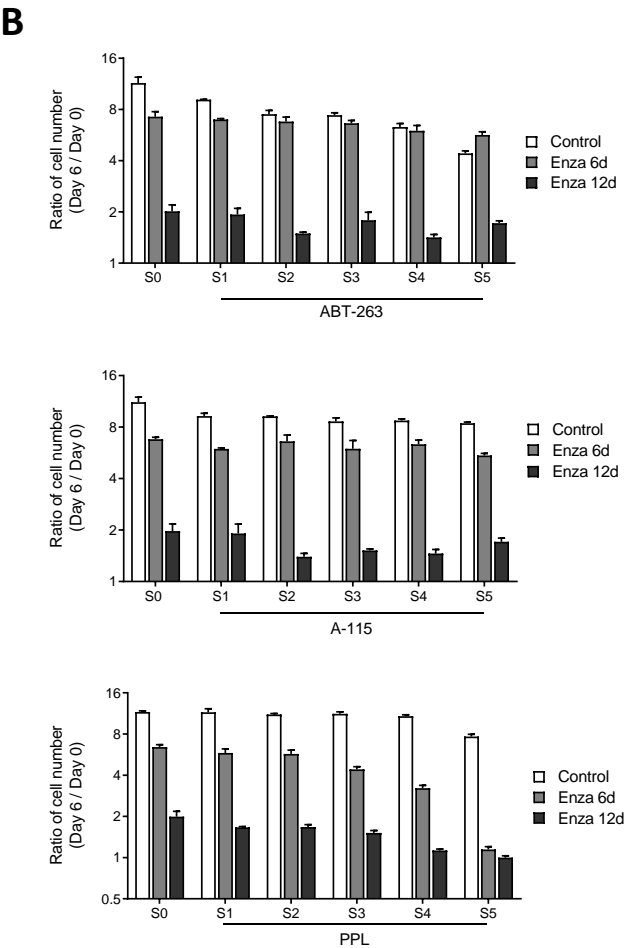 B
Ratio of cell number
(Day 6 / Day 0)
16
8
4
2
1
S0 S1 S2 S3 S4 S5
ABT-263
Control
Enza 6d
Enza 12d
Ratio of cell number
(Day 6 / Day 0)
16
8
4
2
1
S0 S1 S2 S3 S4 S5
A-115
Control
Enza 6d
Enza 12d
Ratio of cell number
(Day 6 / Day 0)
16
8
4
2
1
0.5
S0 S1 S2 S3 S4 S5
PPL
Control
Enza 6d
Enza 12d